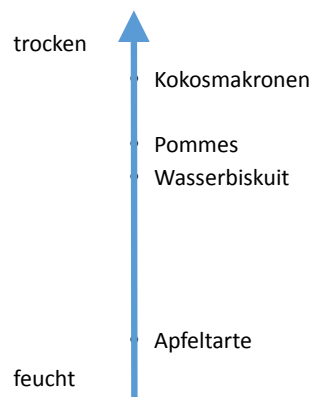 trocken
Kokosmakronen
Pommes
Wasserbiskuit
Apfeltarte
feucht